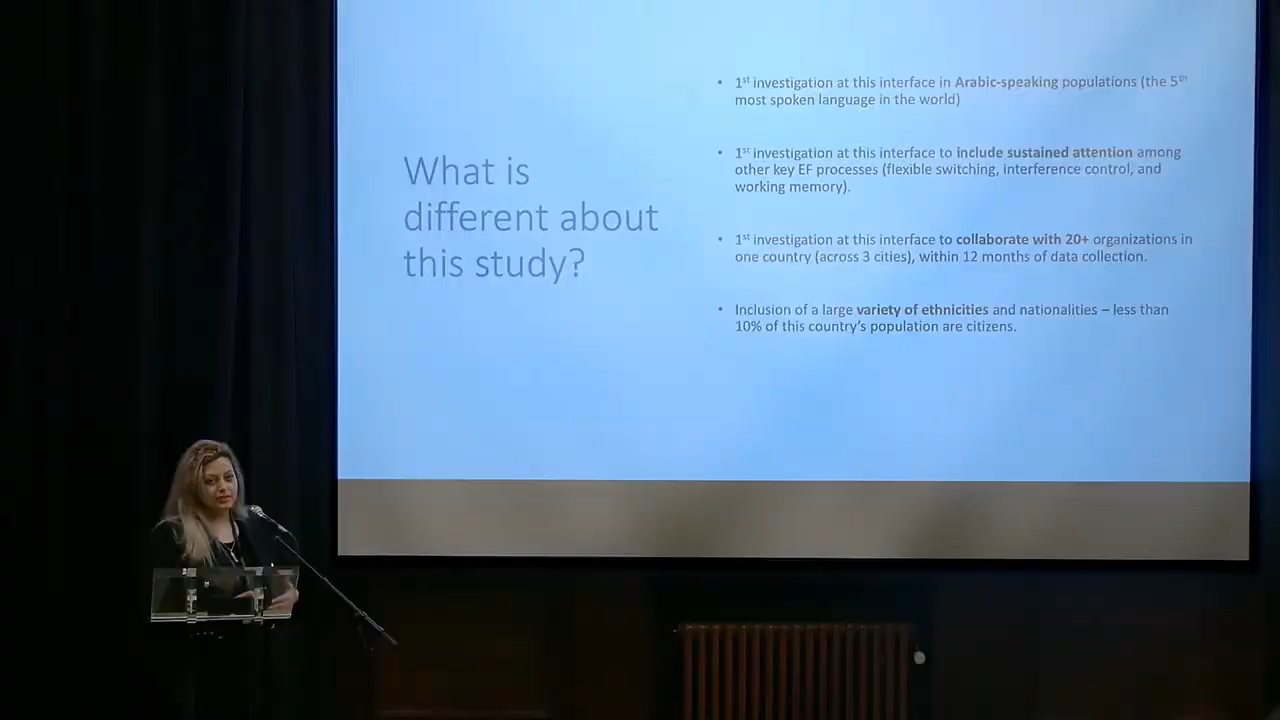 What is
different about
this study?
• 1st investigation at this interface in Arabic-speaking populations (the 5th
most spoken language in the world)
• 1st investigation at this interface to include sustained attention among
other key EF processes (flexible switching, interference control, and
working memory).
• 1st investigation at this interface to collaborate with 20+ organizations in
one country (across 3 cities), within 12 months of data collection.
• Inclusion of a large variety of ethnicities and nationalities – less than
10% of this country's population are citizens.